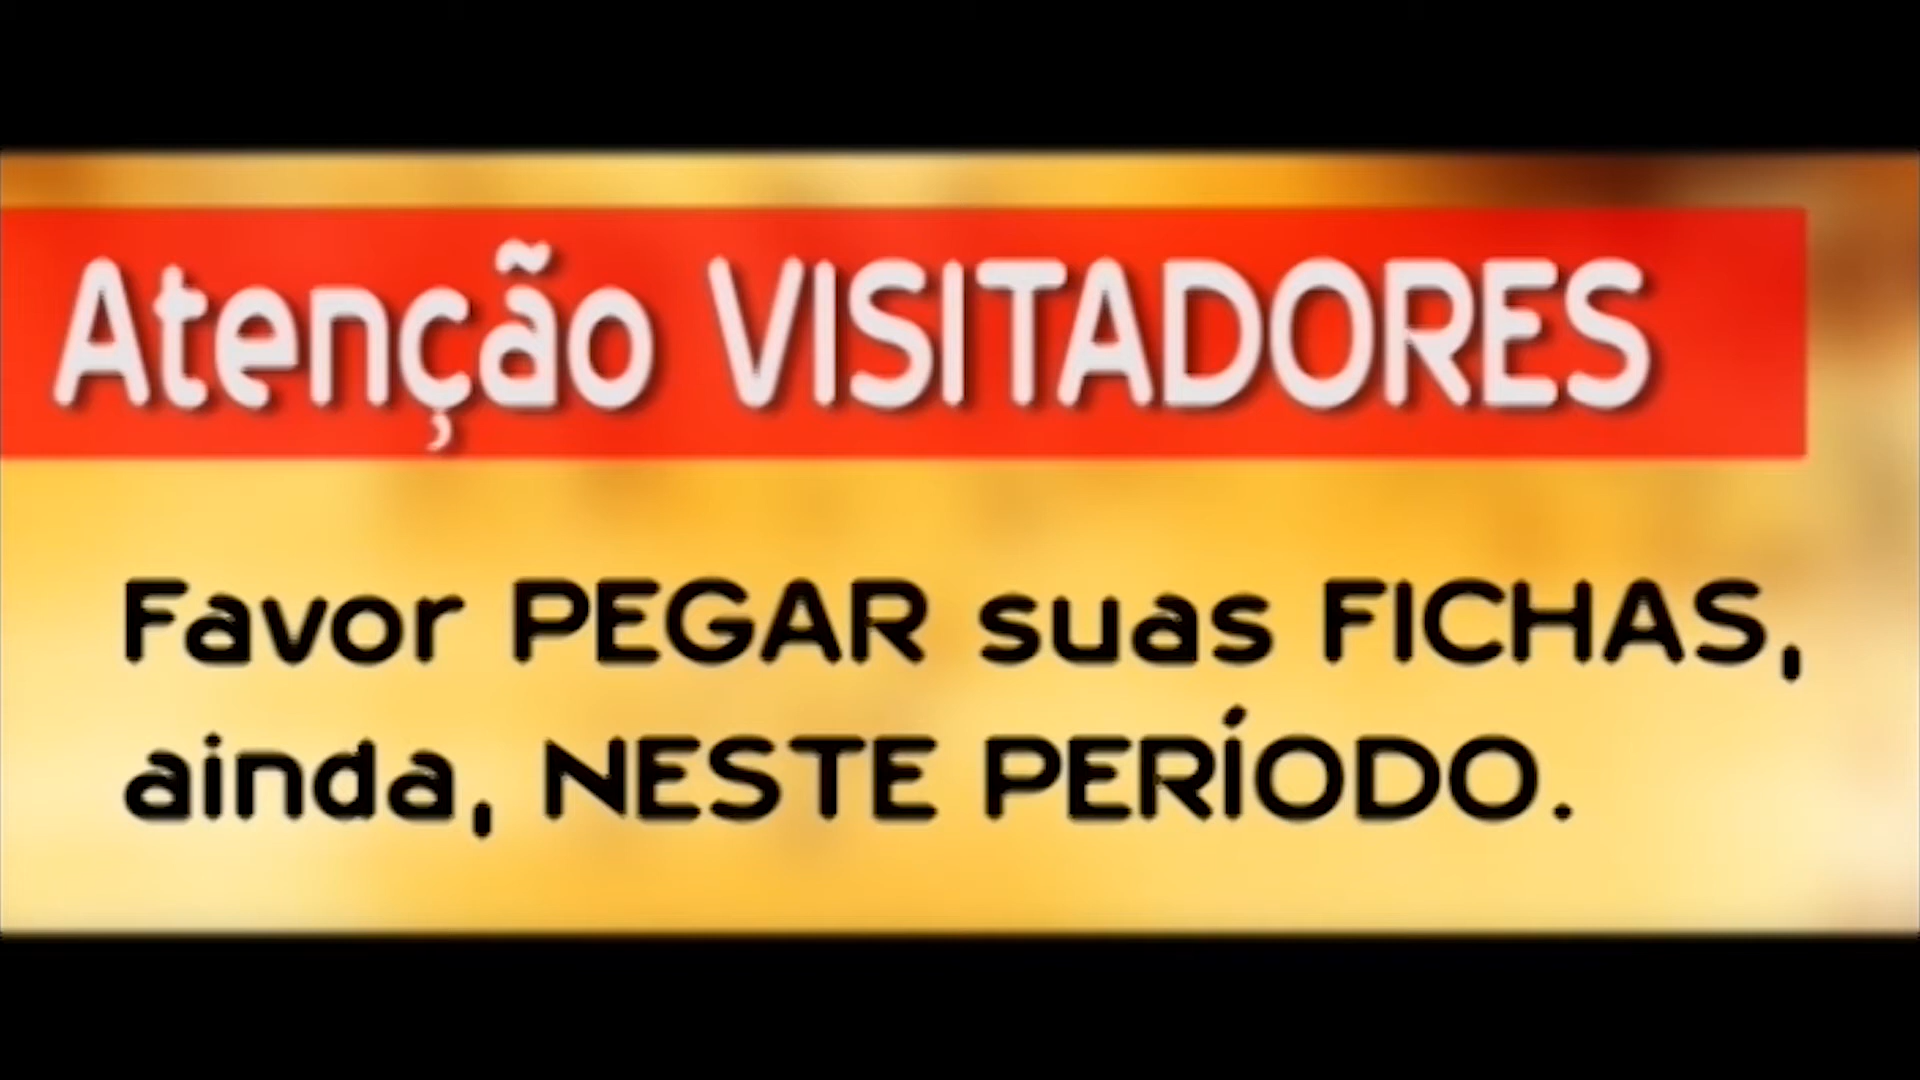 Atenção VISITADORES
Favor PEGAR suas FICHAS,
ainda, NESTE PERÍODO.